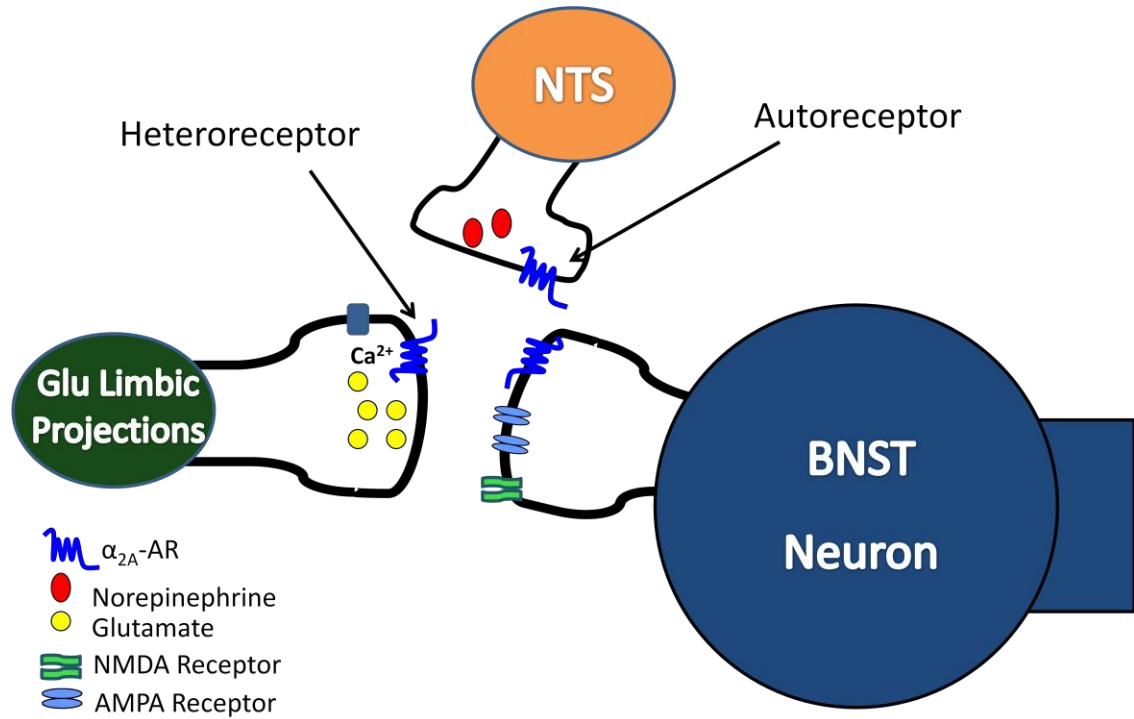 NTS
Heteroreceptor
Autoreceptor
Ca²⁺
Glu Limbic
Projections
BNST
Neuron
α₂A-AR
Norepinephrine
Glutamate
NMDA Receptor
AMPA Receptor